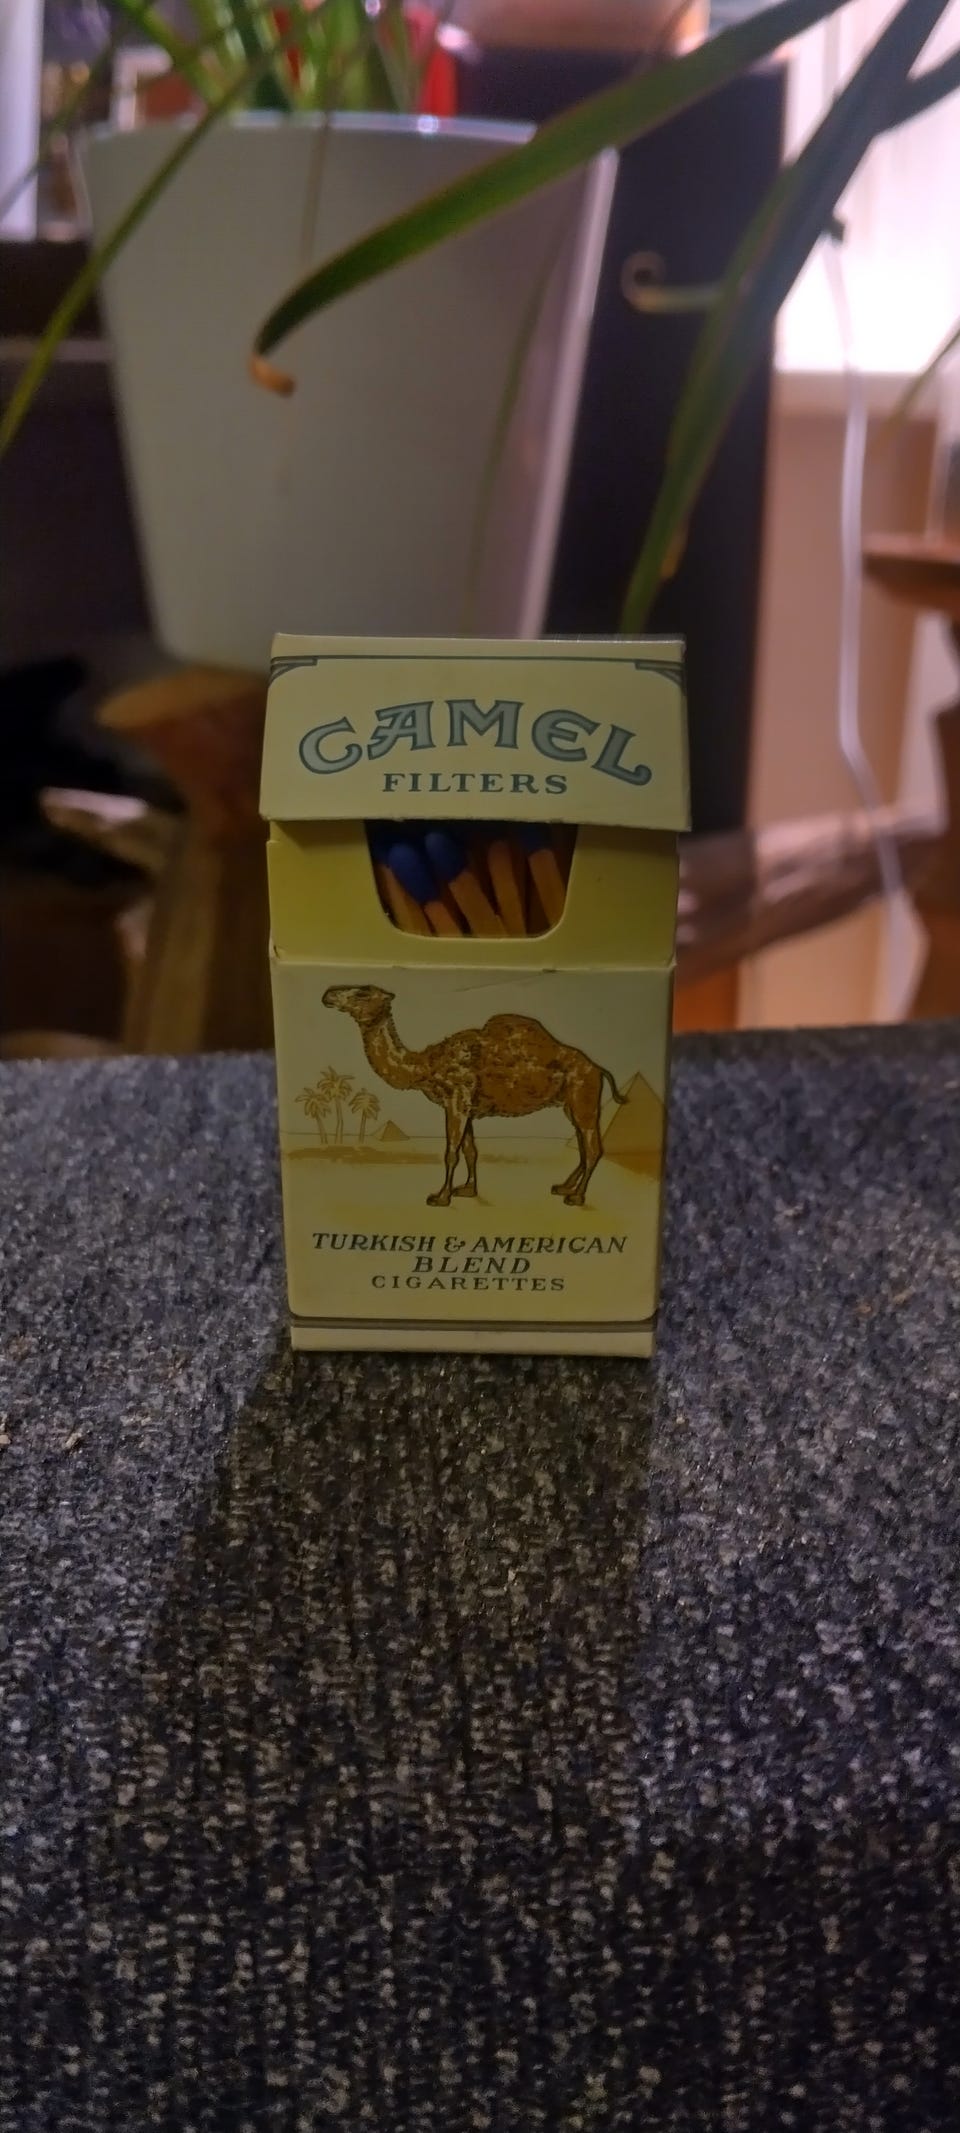 CAMEL
FILTERS
TURKISH & AMERICAN
BLEND
CIGARETTES